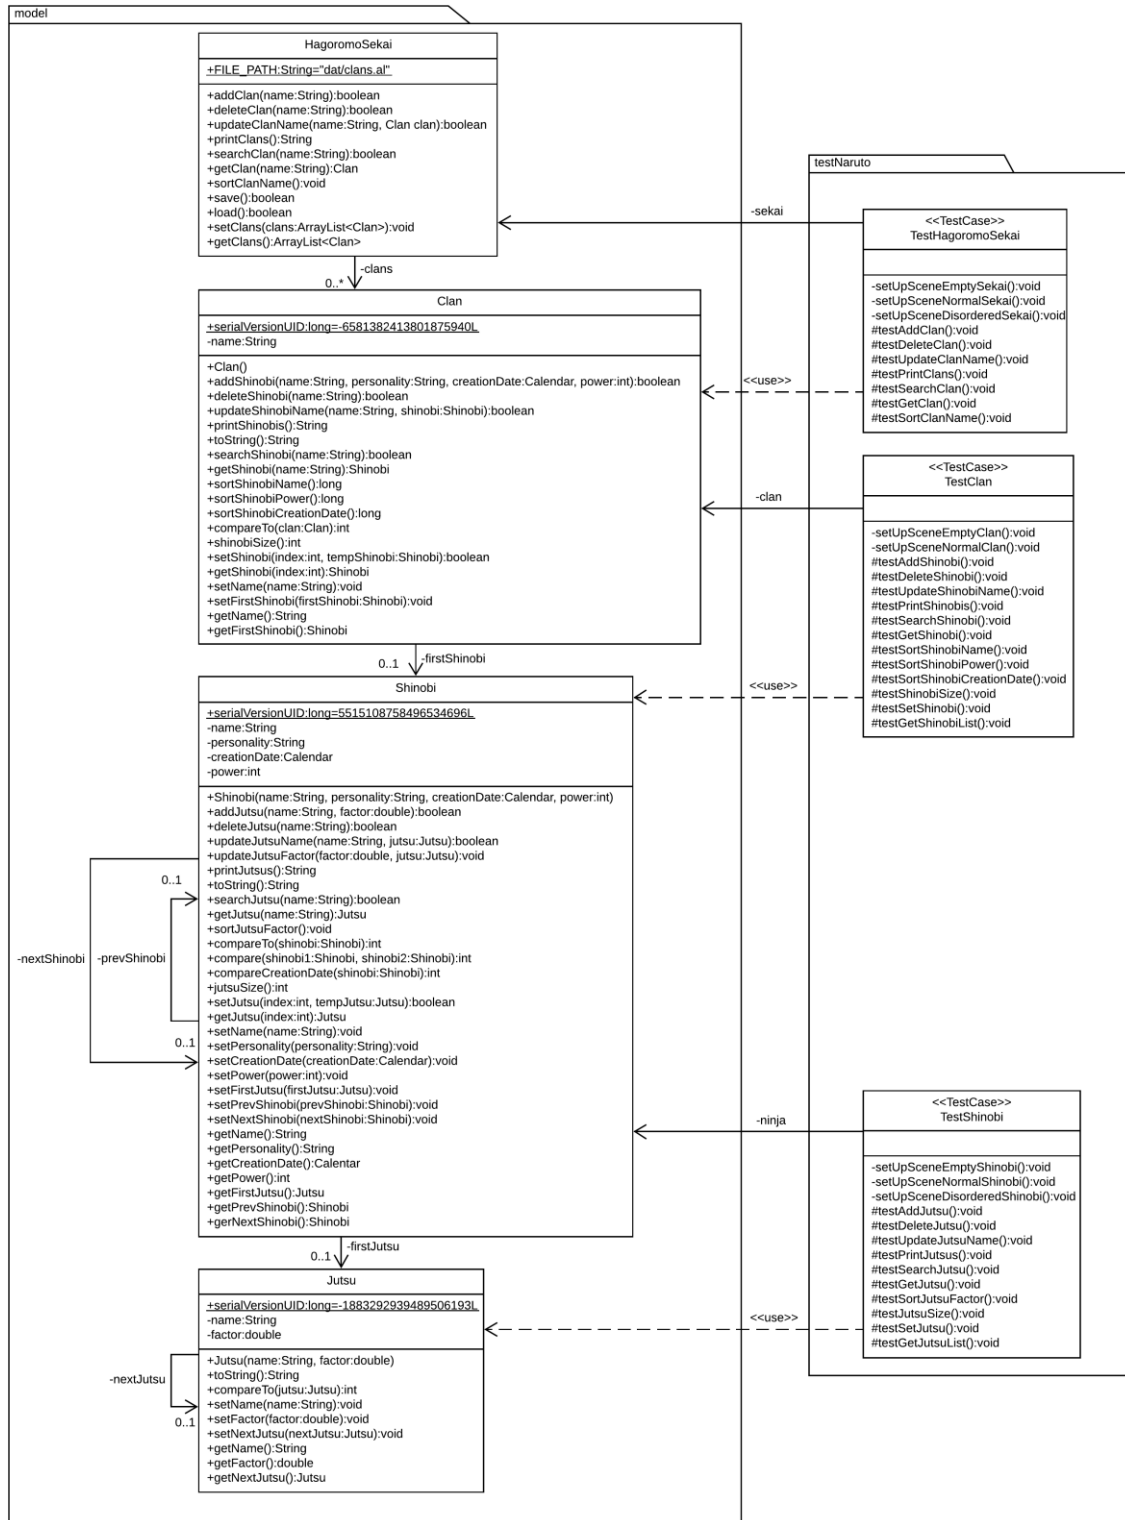 model
HagoromoSekai
+FILE_PATH:String="dat/clans.al"
+addClan(name:String):boolean
+deleteClan(name:String):boolean
+updateClanName(name:String, Clan clan):boolean
+printClans():String
+searchClan(name:String):boolean
+getClan(name:String):Clan
+sortClanName():void
+save():boolean
+load():boolean
+setClans(clans:ArrayList<Clan>):void
+getClans():ArrayList<Clan>
-clans
0..*
Clan
+serialVersionUID:long=-6581382413801875940L
-name:String
+Clan()
+addShinobi(name:String, personality:String, creationDate:Calendar, power:int):boolean
+deleteShinobi(name:String):boolean
+updateShinobiName(name:String, shinobi:Shinobi):boolean
+printShinobis():String
+toString():String
+searchShinobi(name:String):boolean
+getShinobi(name:String):Shinobi
+sortShinobiName():long
+sortShinobiPower():long
+sortShinobiCreationDate():long
+compareTo(clan:Clan):int
+shinobiSize():int
+setShinobi(index:int, tempShinobi:Shinobi):boolean
+getShinobi(index:int):Shinobi
+setName(name:String):void
+setFirstShinobi(firstShinobi:Shinobi):void
+getName():String
+getFirstShinobi():Shinobi
-firstShinobi
0..1
Shinobi
+serialVersionUID:long=5515108758496534696L
-name:String
-personality:String
-creationDate:Calendar
-power:int
+Shinobi(name:String, personality:String, creationDate:Calendar, power:int)
+addJutsu(name:String, factor:double):boolean
+deleteJutsu(name:String):boolean
+updateJutsuName(name:String, jutsu:Jutsu):boolean
+updateJutsuFactor(factor:double, jutsu:Jutsu):void
+printJutsus():String
+toString():String
+searchJutsu(name:String):boolean
+getJutsu(name:String):Jutsu
+sortJutsuFactor():void
+compareTo(shinobi:Shinobi):int
+compare(shinobi1:Shinobi, shinobi2:Shinobi):int
+compareCreationDate(shinobi:Shinobi):int
+jutsuSize():int
+setJutsu(index:int, tempJutsu:Jutsu):boolean
+getJutsu(index:int):Jutsu
+setName(name:String):void
+setPersonality(personality:String):void
+setCreationDate(creationDate:Calendar):void
+setPower(power:int):void
+setFirstJutsu(firstJutsu:Jutsu):void
+setPrevShinobi(prevShinobi:Shinobi):void
+setNextShinobi(nextShinobi:Shinobi):void
+getName():String
+getPersonality():String
+getCreationDate():Calentar
+getPower():int
+getFirstJutsu():Jutsu
+getPrevShinobi():Shinobi
+gerNextShinobi():Shinobi
0..1
-nextShinobi
-prevShinobi
0..1
-firstJutsu
0..1
Jutsu
+serialVersionUID:long=-1883292939489506193L
-name:String
-factor:double
+Jutsu(name:String, factor:double)
+toString():String
+compareTo(jutsu:Jutsu):int
+setName(name:String):void
+setFactor(factor:double):void
+setNextJutsu(nextJutsu:Jutsu):void
+getName():String
+getFactor():double
+getNextJutsu():Jutsu
-nextJutsu
0..1
testNaruto
-sekai
<<TestCase>>
TestHagoromoSekai
-setUpSceneEmptySekai():void
-setUpSceneNormalSekai():void
-setUpSceneDisorderedSekai():void
#testAddClan():void
#testDeleteClan():void
#testUpdateClanName():void
#testPrintClans():void
#testSearchClan():void
#testGetClan():void
#testSortClanName():void
<<use>>
-clan
<<TestCase>>
TestClan
-setUpSceneEmptyClan():void
-setUpSceneNormalClan():void
#testAddShinobi():void
#testDeleteShinobi():void
#testUpdateShinobiName():void
#testPrintShinobis():void
#testSearchShinobi():void
#testGetShinobi():void
#testSortShinobiName():void
#testSortShinobiPower():void
#testSortShinobiCreationDate():void
#testShinobiSize():void
#testSetShinobi():void
#testGetShinobiList():void
<<use>>
-ninja
<<TestCase>>
TestShinobi
-setUpSceneEmptyShinobi():void
-setUpSceneNormalShinobi():void
-setUpSceneDisorderedShinobi():void
#testAddJutsu():void
#testDeleteJutsu():void
#testUpdateJutsuName():void
#testPrintJutsus():void
#testSearchJutsu():void
#testGetJutsu():void
#testSortJutsuFactor():void
#testJutsuSize():void
#testSetJutsu():void
#testGetJutsuList():void
<<use>>